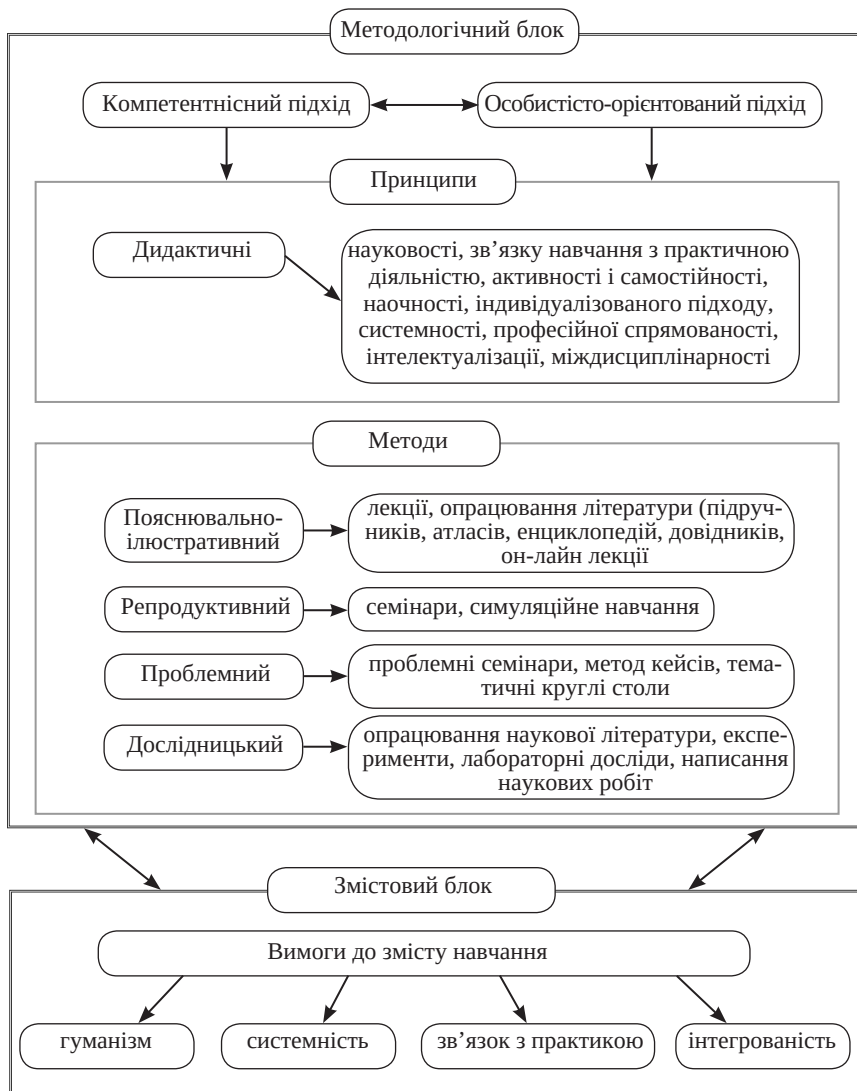 Методологічний блок
Компетентнісний підхід
Особистісто-орієнтований підхід
Принципи
Дидактичні
науковості, зв’язку навчання з практичною
діяльністю, активності і самостійності,
наочності, індивідуалізованого підходу,
системності, професійної спрямованості,
інтелектуалізації, міждисциплінарності
Методи
Пояснювально-
ілюстративний
лекції, опрацювання літератури (підруч-
ників, атласів, енциклопедій, довідників,
он-лайн лекції
Репродуктивний
семінари, симуляційне навчання
Проблемний
проблемні семінари, метод кейсів, тема-
тичні круглі столи
Дослідницький
опрацювання наукової літератури, експе-
рименти, лабораторні досліди, написання
наукових робіт
Змістовий блок
Вимоги до змісту навчання
гуманізм
системність
зв’язок з практикою
інтегрованість